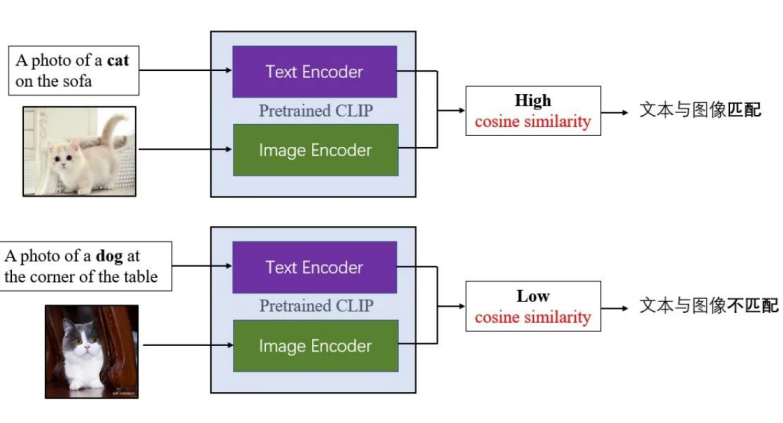 A photo of a cat
on the sofa
Text Encoder
Pretrained CLIP
Image Encoder
High
cosine similarity
文本与图像匹配
A photo of a dog at
the corner of the table
Text Encoder
Pretrained CLIP
Image Encoder
Low
cosine similarity
文本与图像不匹配